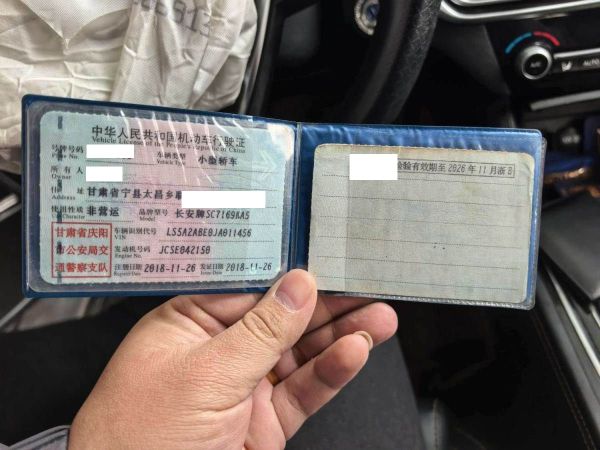 中华人民共和国机动车行驶证
Vehicle License of the People's Republic of China
号牌号码 车辆类型 小型轿车
Plate No. Vehicle Type
所有人
Owner
住址 甘肃省宁县太昌乡
Address
使用性质 非营运 品牌型号 长安牌SC7169KA5
Use Character Model
甘肃省庆阳市公安局交通警察支队
车辆识别代号 LS5A2ABE0JA011456
VIN
发动机号码 JC5E042150
Engine No.
注册日期 2018-11-26 发证日期 2018-11-26
Register Date Issue Date
检验有效期至 2026年11月浙B
A/C